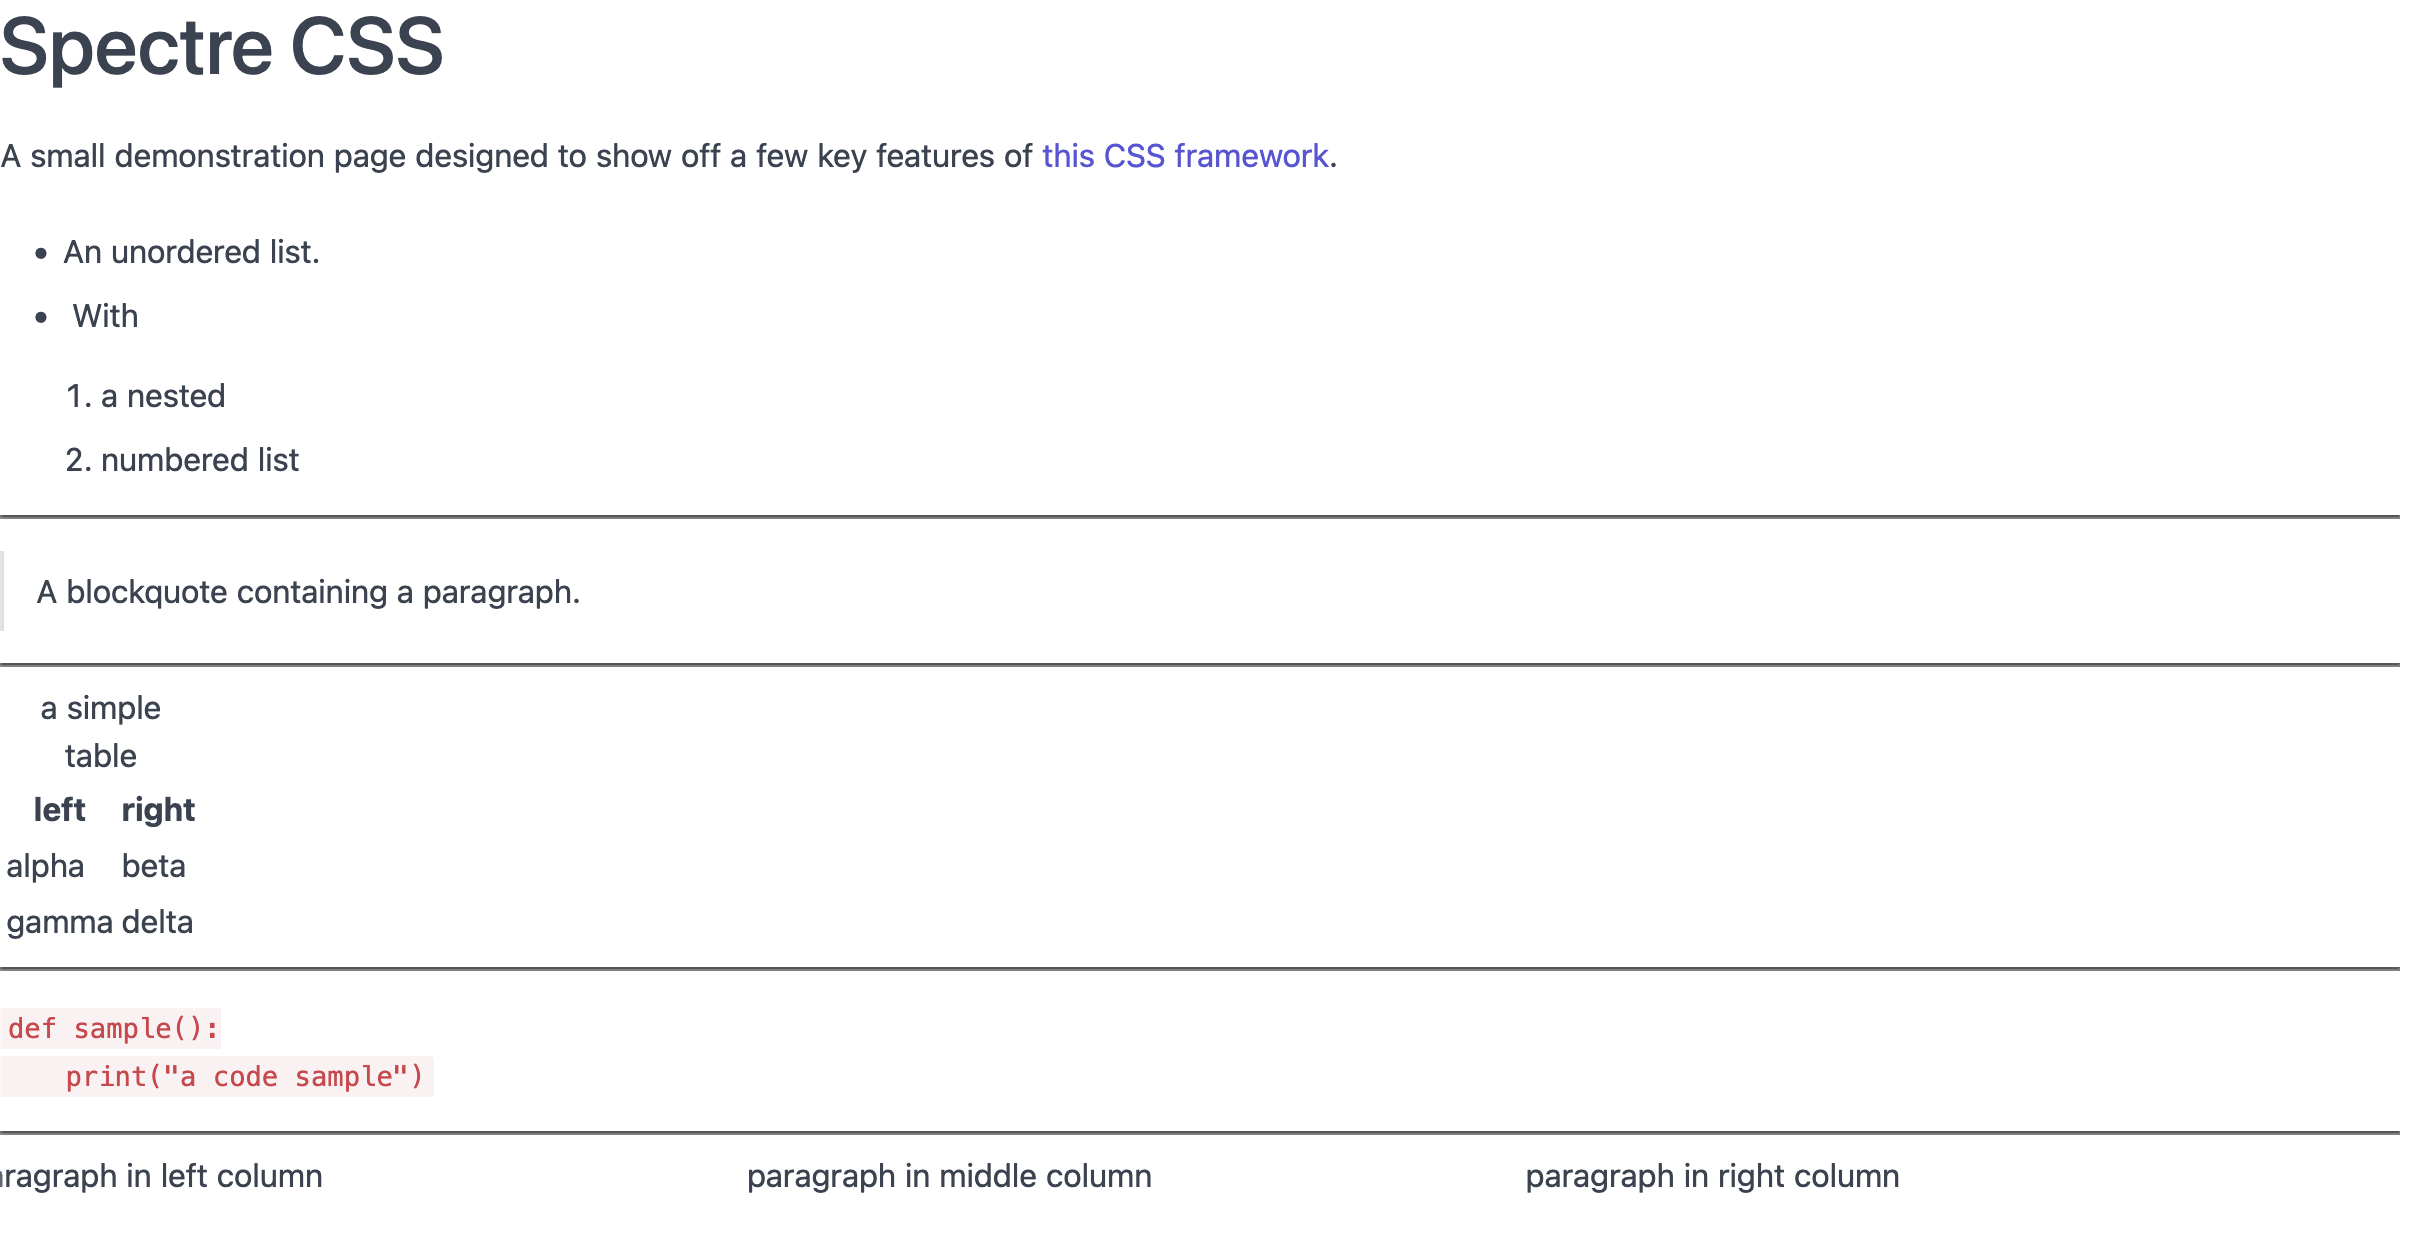 Spectre CSS
A small demonstration page designed to show off a few key features of this CSS framework.
• An unordered list.
• With
1. a nested
2. numbered list
A blockquote containing a paragraph.
a simple
table
left right
alpha beta
gamma delta
def sample():
    print("a code sample")
ragraph in left column paragraph in middle column paragraph in right column